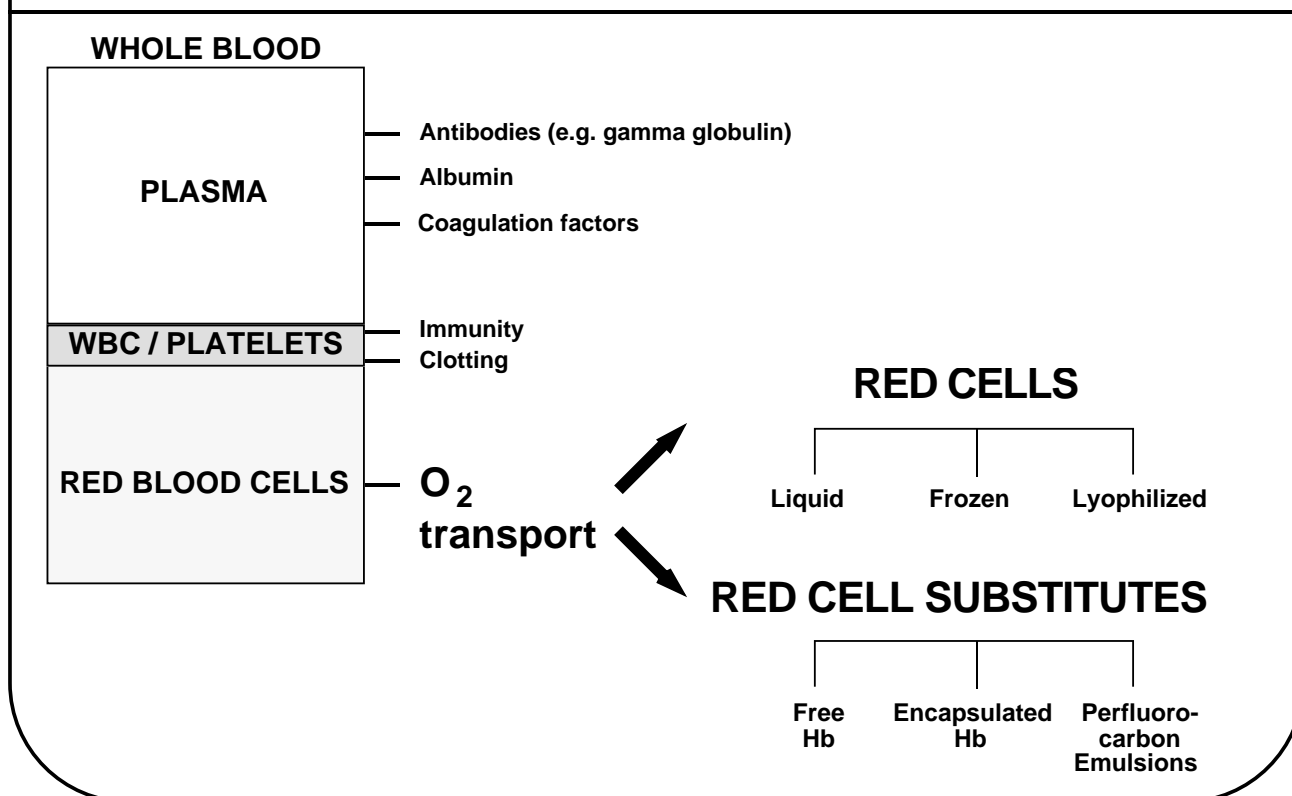 WHOLE BLOOD
PLASMA
Antibodies (e.g. gamma globulin)
Albumin
Coagulation factors
WBC / PLATELETS
Immunity
Clotting
RED BLOOD CELLS
O2
transport
RED CELLS
Liquid
Frozen
Lyophilized
RED CELL SUBSTITUTES
Free
Hb
Encapsulated
Hb
Perfluoro-
carbon
Emulsions